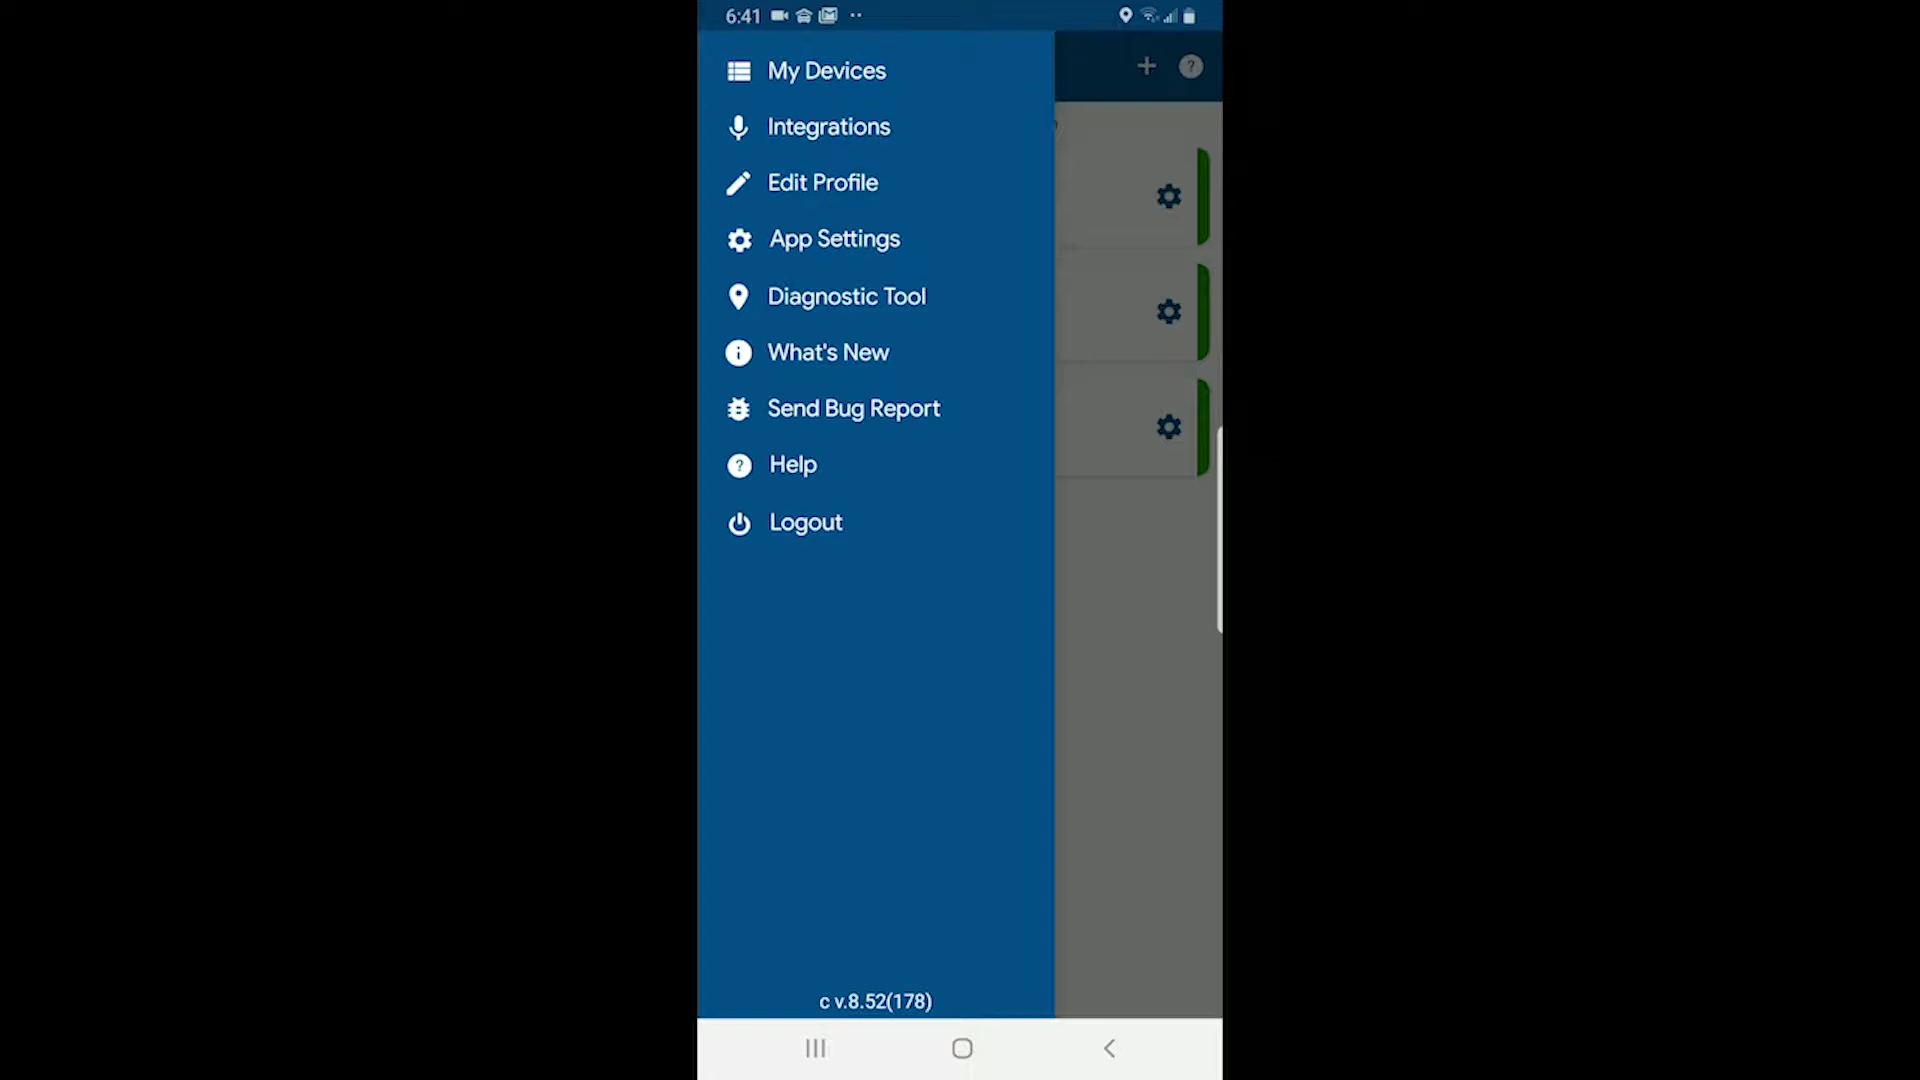 6:41
My Devices
Integrations
Edit Profile
App Settings
Diagnostic Tool
What's New
Send Bug Report
Help
Logout
c v.8.52(178)